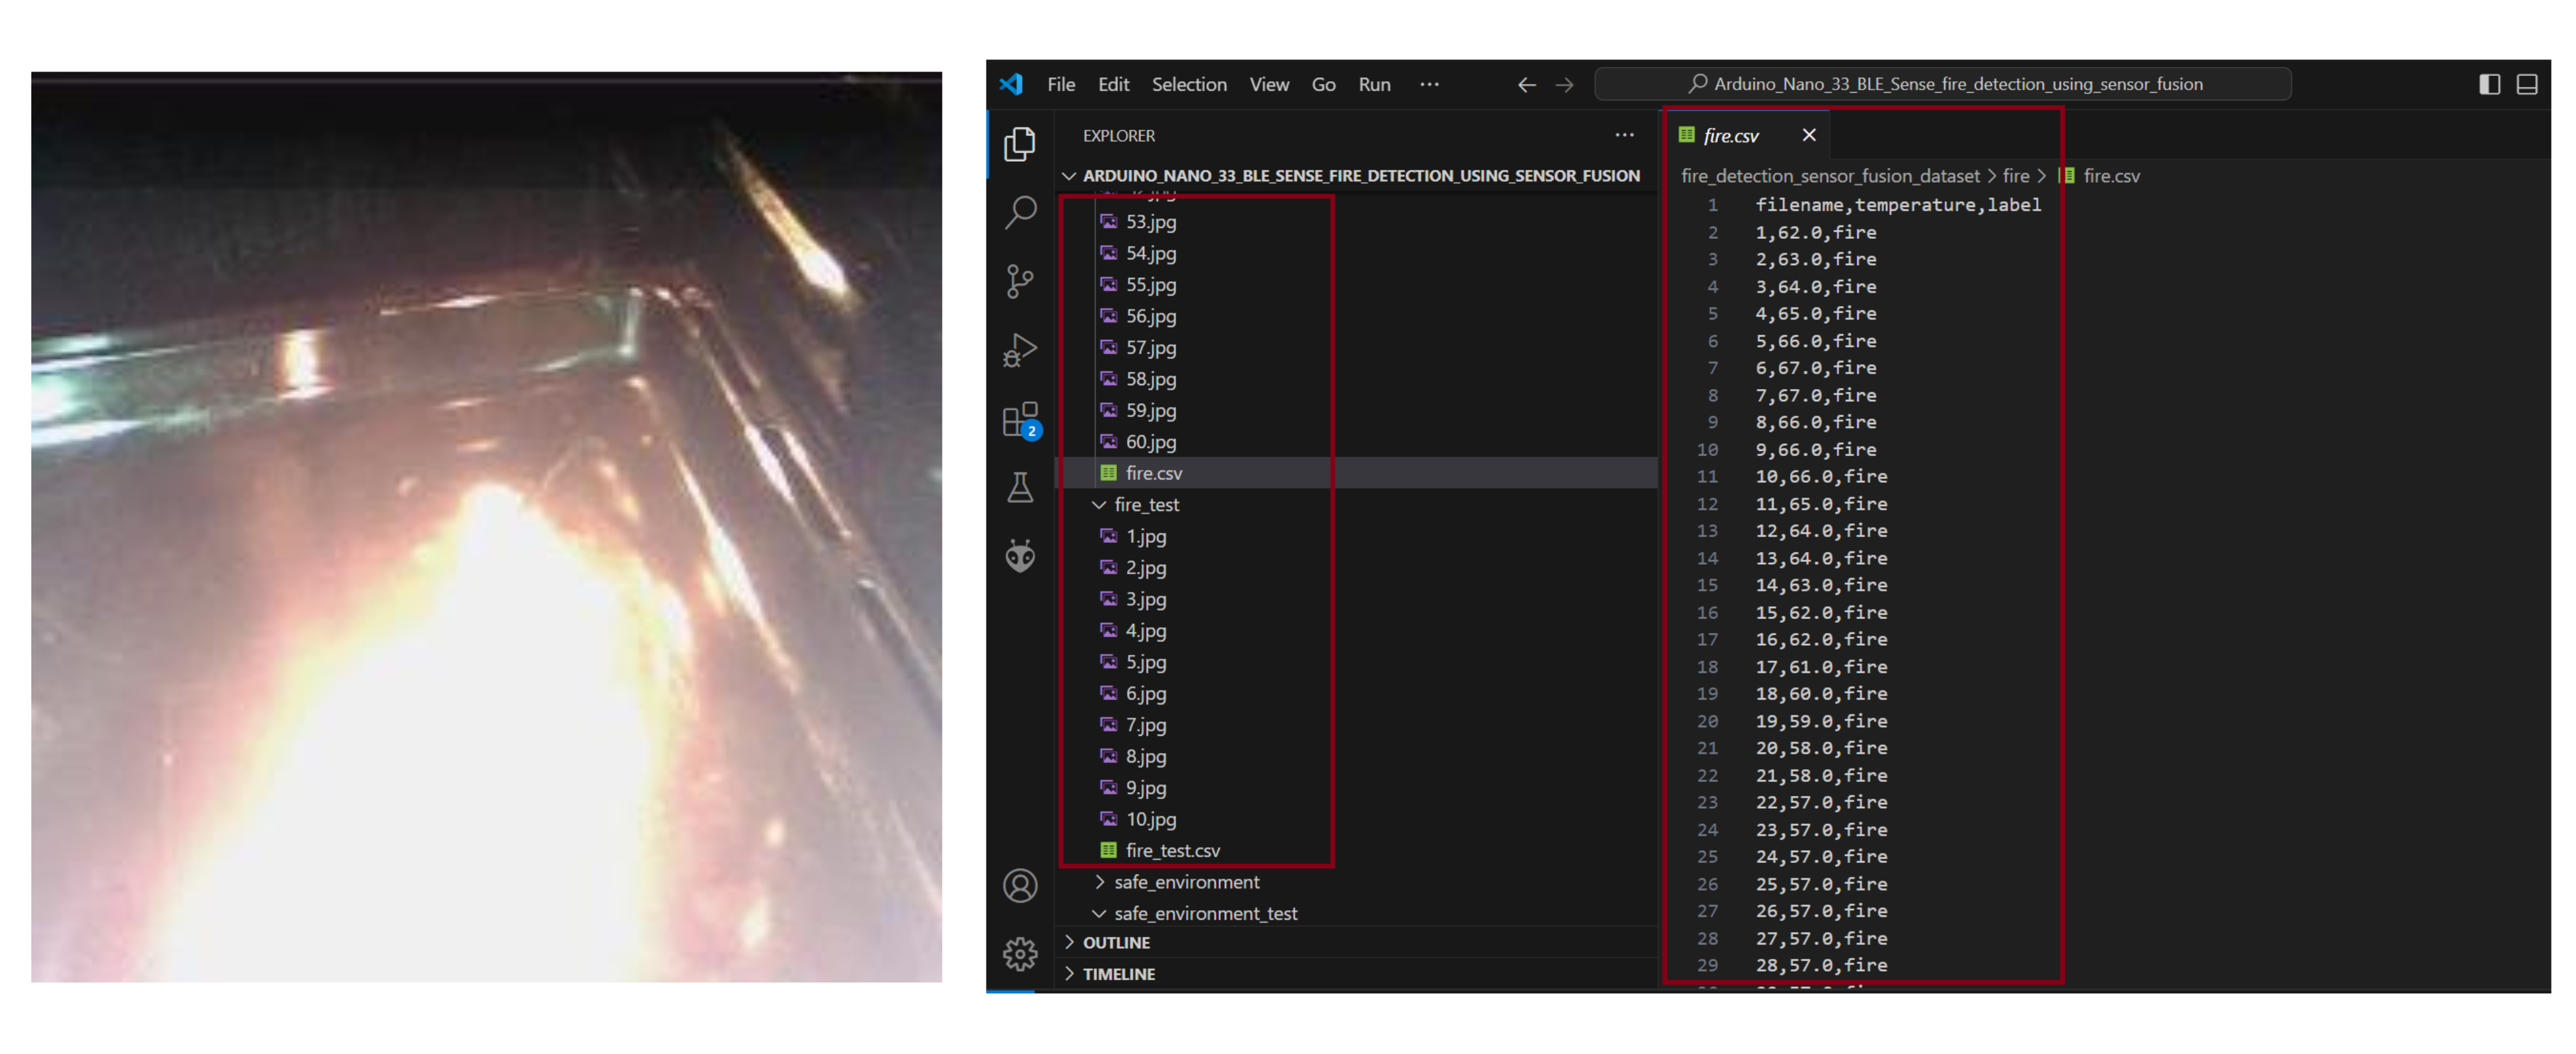 File Edit Selection View Go Run ···
Arduino_Nano_33_BLE_Sense_fire_detection_using_sensor_fusion
EXPLORER ···
ARDUINO_NANO_33_BLE_SENSE_FIRE_DETECTION_USING_SENSOR_FUSION
53.jpg
54.jpg
55.jpg
56.jpg
57.jpg
58.jpg
59.jpg
60.jpg
fire.csv
fire_test
1.jpg
2.jpg
3.jpg
4.jpg
5.jpg
6.jpg
7.jpg
8.jpg
9.jpg
10.jpg
fire_test.csv
safe_environment
safe_environment_test
OUTLINE
TIMELINE
2
fire.csv
fire_detection_sensor_fusion_dataset > fire > fire.csv
1 filename,temperature,label
2 1,62.0,fire
3 2,63.0,fire
4 3,64.0,fire
5 4,65.0,fire
6 5,66.0,fire
7 6,67.0,fire
8 7,67.0,fire
9 8,66.0,fire
10 9,66.0,fire
11 10,66.0,fire
12 11,65.0,fire
13 12,64.0,fire
14 13,64.0,fire
15 14,63.0,fire
16 15,62.0,fire
17 16,62.0,fire
18 17,61.0,fire
19 18,60.0,fire
20 19,59.0,fire
21 20,58.0,fire
22 21,58.0,fire
23 22,57.0,fire
24 23,57.0,fire
25 24,57.0,fire
26 25,57.0,fire
27 26,57.0,fire
28 27,57.0,fire
29 28,57.0,fire